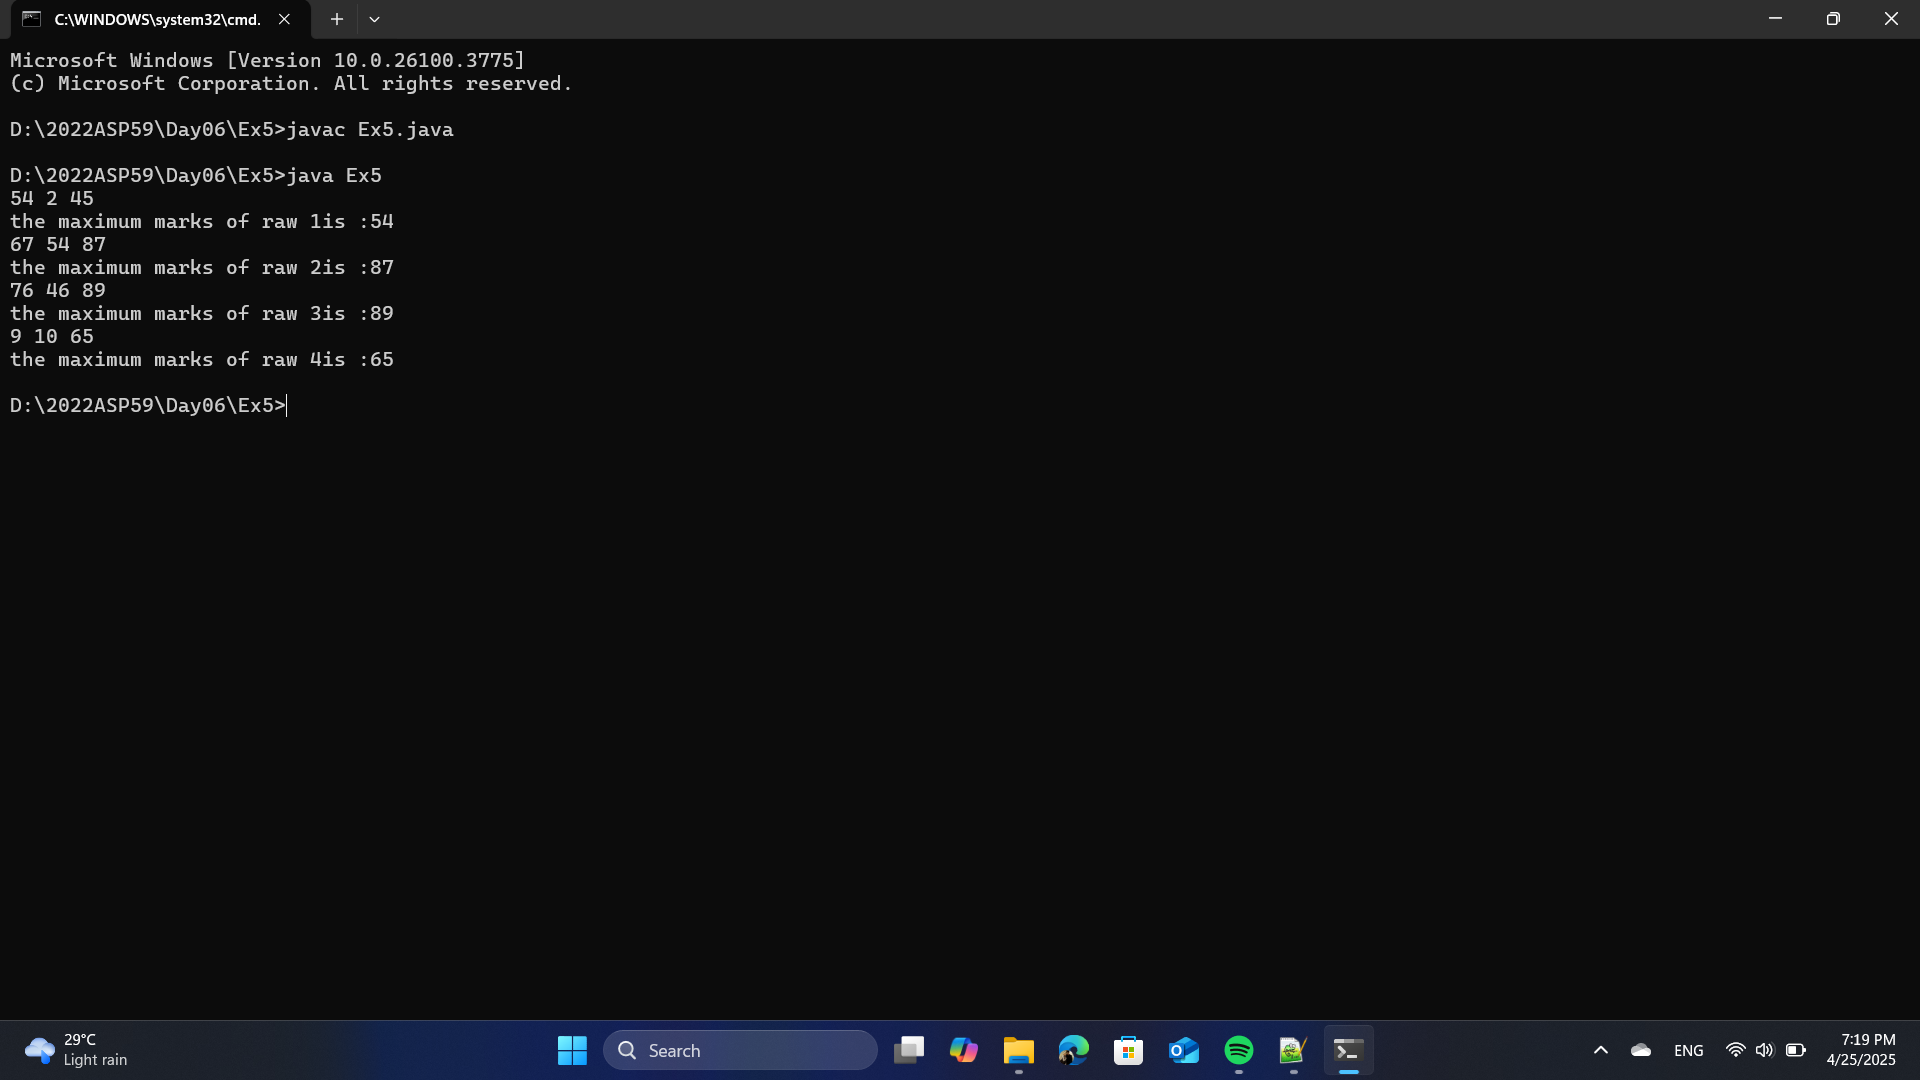 C:\WINDOWS\system32\cmd.
Microsoft Windows [Version 10.0.26100.3775]
(c) Microsoft Corporation. All rights reserved.
D:\2022ASP59\Day06\Ex5>javac Ex5.java
D:\2022ASP59\Day06\Ex5>java Ex5
54 2 45
the maximum marks of raw 1is :54
67 54 87
the maximum marks of raw 2is :87
76 46 89
the maximum marks of raw 3is :89
9 10 65
the maximum marks of raw 4is :65
D:\2022ASP59\Day06\Ex5>
29°C
Light rain
Search
ENG
7:19 PM
4/25/2025